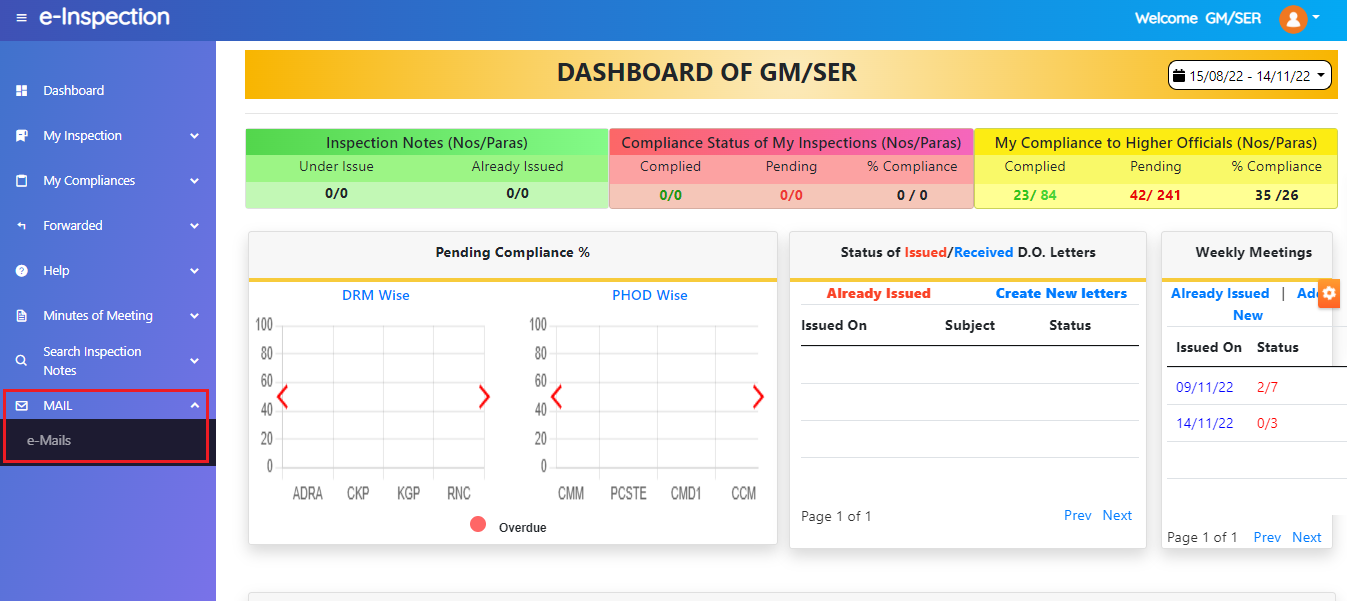 e-Inspection
Welcome GM/SER
Dashboard
My Inspection
My Compliances
Forwarded
Help
Minutes of Meeting
Search Inspection
Notes
MAIL
e-Mails
DASHBOARD OF GM/SER
15/08/22 - 14/11/22
Inspection Notes (Nos/Paras)
Under Issue Already Issued
0/0 0/0
Compliance Status of My Inspections (Nos/Paras)
Complied Pending % Compliance
0/0 0/0 0 / 0
My Compliance to Higher Officials (Nos/Paras)
Complied Pending % Compliance
23/ 84 42/ 241 35 /26
Pending Compliance %
DRM Wise
100
80
60
40
20
0
ADRA CKP KGP RNC
PHOD Wise
100
80
60
40
20
0
CMM PCSTE CMD1 CCM
Overdue
Status of Issued/Received D.O. Letters
Already Issued Create New letters
Issued On Subject Status
Page 1 of 1 Prev Next
Weekly Meetings
Already Issued | Add
New
Issued On Status
09/11/22 2/7
14/11/22 0/3
Page 1 of 1 Prev Next